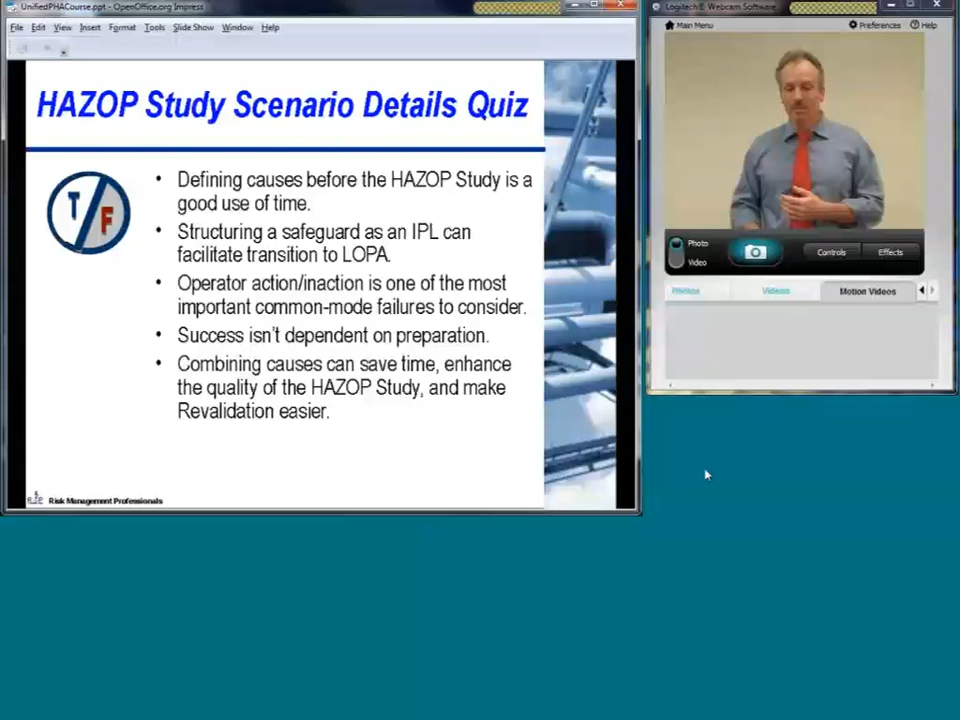 UnifiedPHACourse.ppt - OpenOffice.org Impress
File Edit View Insert Format Tools Slide Show Window Help
HAZOP Study Scenario Details Quiz
T/F
• Defining causes before the HAZOP Study is a
good use of time.
• Structuring a safeguard as an IPL can
facilitate transition to LOPA.
• Operator action/inaction is one of the most
important common-mode failures to consider.
• Success isn't dependent on preparation.
• Combining causes can save time, enhance
the quality of the HAZOP Study, and make
Revalidation easier.
Risk Management Professionals
Logitech® Webcam Software
Main Menu Preferences Help
Photo
Video
Controls Effects
Photos Videos Motion Videos